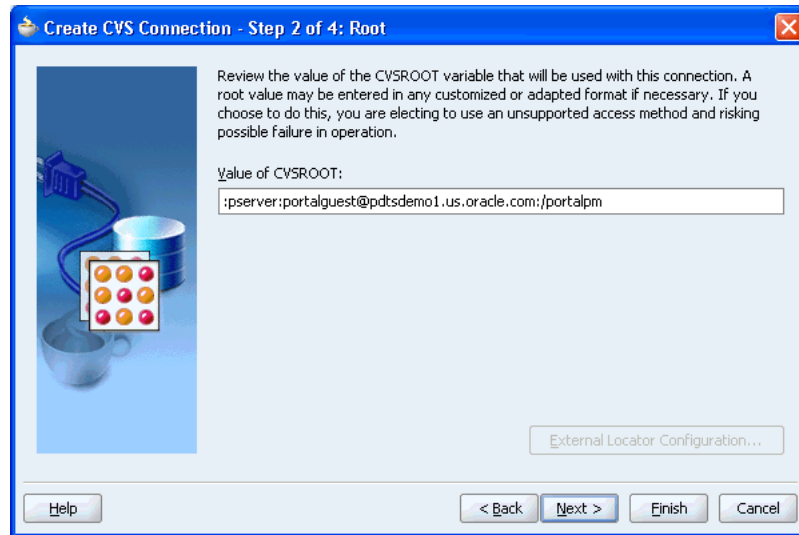 Create CVS Connection - Step 2 of 4: Root
Review the value of the CVSROOT variable that will be used with this connection. A
root value may be entered in any customized or adapted format if necessary. If you
choose to do this, you are electing to use an unsupported access method and risking
possible failure in operation.
Value of CVSROOT:
:pserver:portalguest@pdtsdemo1.us.oracle.com:/portalpm
External Locator Configuration...
Help
< Back
Next >
Finish
Cancel